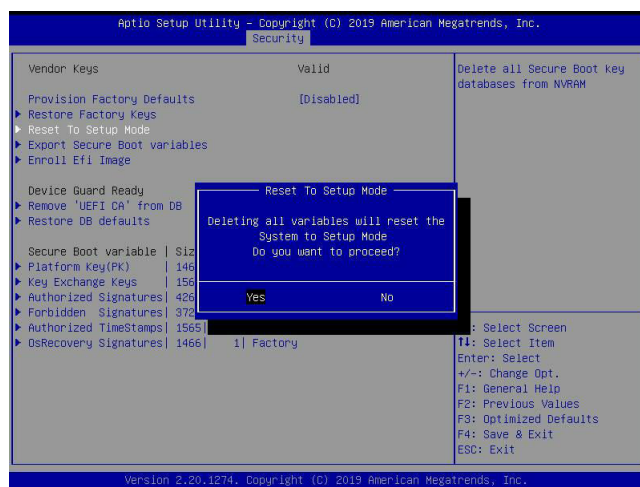 Aptio Setup Utility – Copyright (C) 2019 American Megatrends, Inc.
Security
Vendor Keys Valid
Provision Factory Defaults [Disabled]
Restore Factory Keys
Reset To Setup Mode
Export Secure Boot variables
Enroll Efi Image
Device Guard Ready
Remove 'UEFI CA' from DB
Restore DB defaults
Secure Boot variable | Siz
Platform Key(PK) | 146
Key Exchange Keys | 156
Authorized Signatures| 426
Forbidden Signatures| 372
Authorized TimeStamps| 1565|
OsRecovery Signatures| 1466| 1| Factory
Reset To Setup Mode
Deleting all variables will reset the
System to Setup Mode
Do you want to proceed?
Yes No
Delete all Secure Boot key
databases from NVRAM
: Select Screen
↑↓: Select Item
Enter: Select
+/-: Change Opt.
F1: General Help
F2: Previous Values
F3: Optimized Defaults
F4: Save & Exit
ESC: Exit
Version 2.20.1274. Copyright (C) 2019 American Megatrends, Inc.